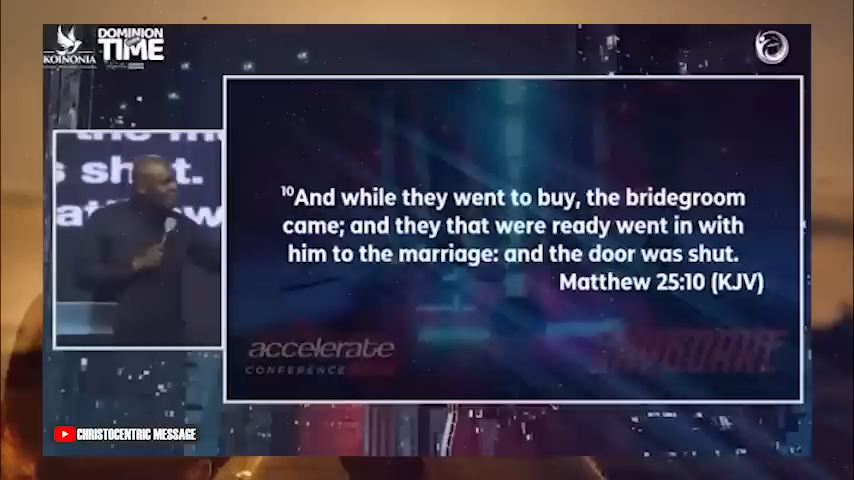 KOINONIA
DOMINION
TIME
¹⁰And while they went to buy, the bridegroom
came; and they that were ready went in with
him to the marriage: and the door was shut.
Matthew 25:10 (KJV)
shut.
accelerate
CONFERENCE
CHRISTOCENTRIC MESSAGE